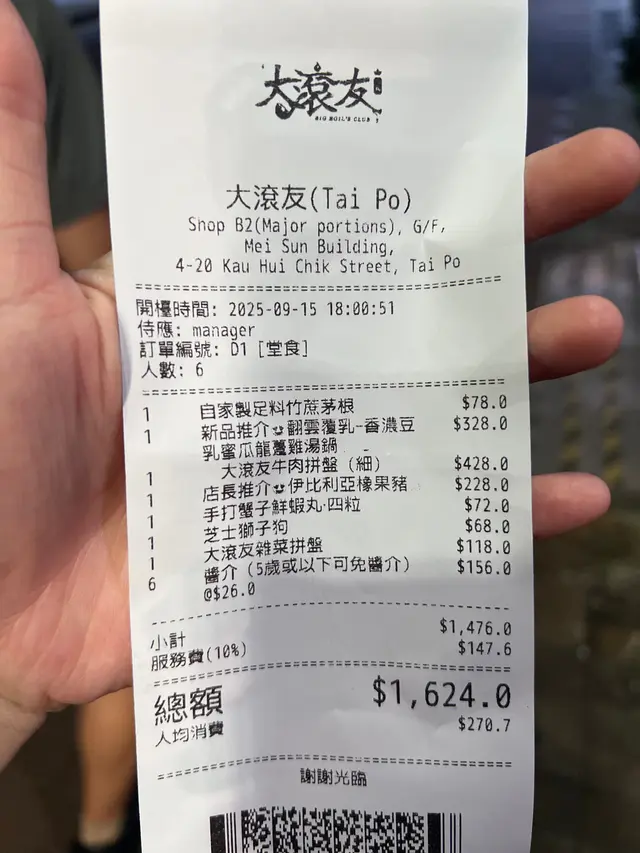 大滾友
BIG BOIL'S CLUB
大滾友(Tai Po)
Shop B2(Major portions), G/F,
Mei Sun Building,
4-20 Kau Hui Chik Street, Tai Po
開檯時間: 2025-09-15 18:00:51
侍應: manager
訂單編號: D1 [堂食]
人數: 6
1 自家製足料竹蔗茅根 $78.0
1 新品推介翻雲覆乳-香濃豆 $328.0
乳蜜瓜龍躉雞湯鍋
1 大滾友牛肉拼盤 (細) $428.0
1 店長推介伊比利亞橡果豬 $228.0
1 手打蟹子鮮蝦丸·四粒 $72.0
1 芝士獅子狗 $68.0
1 大滾友雜菜拼盤 $118.0
6 醬介 (5歲或以下可免醬介) $156.0
@$26.0
小計 $1,476.0
服務費(10%) $147.6
總額 $1,624.0
人均消費 $270.7
謝謝光臨